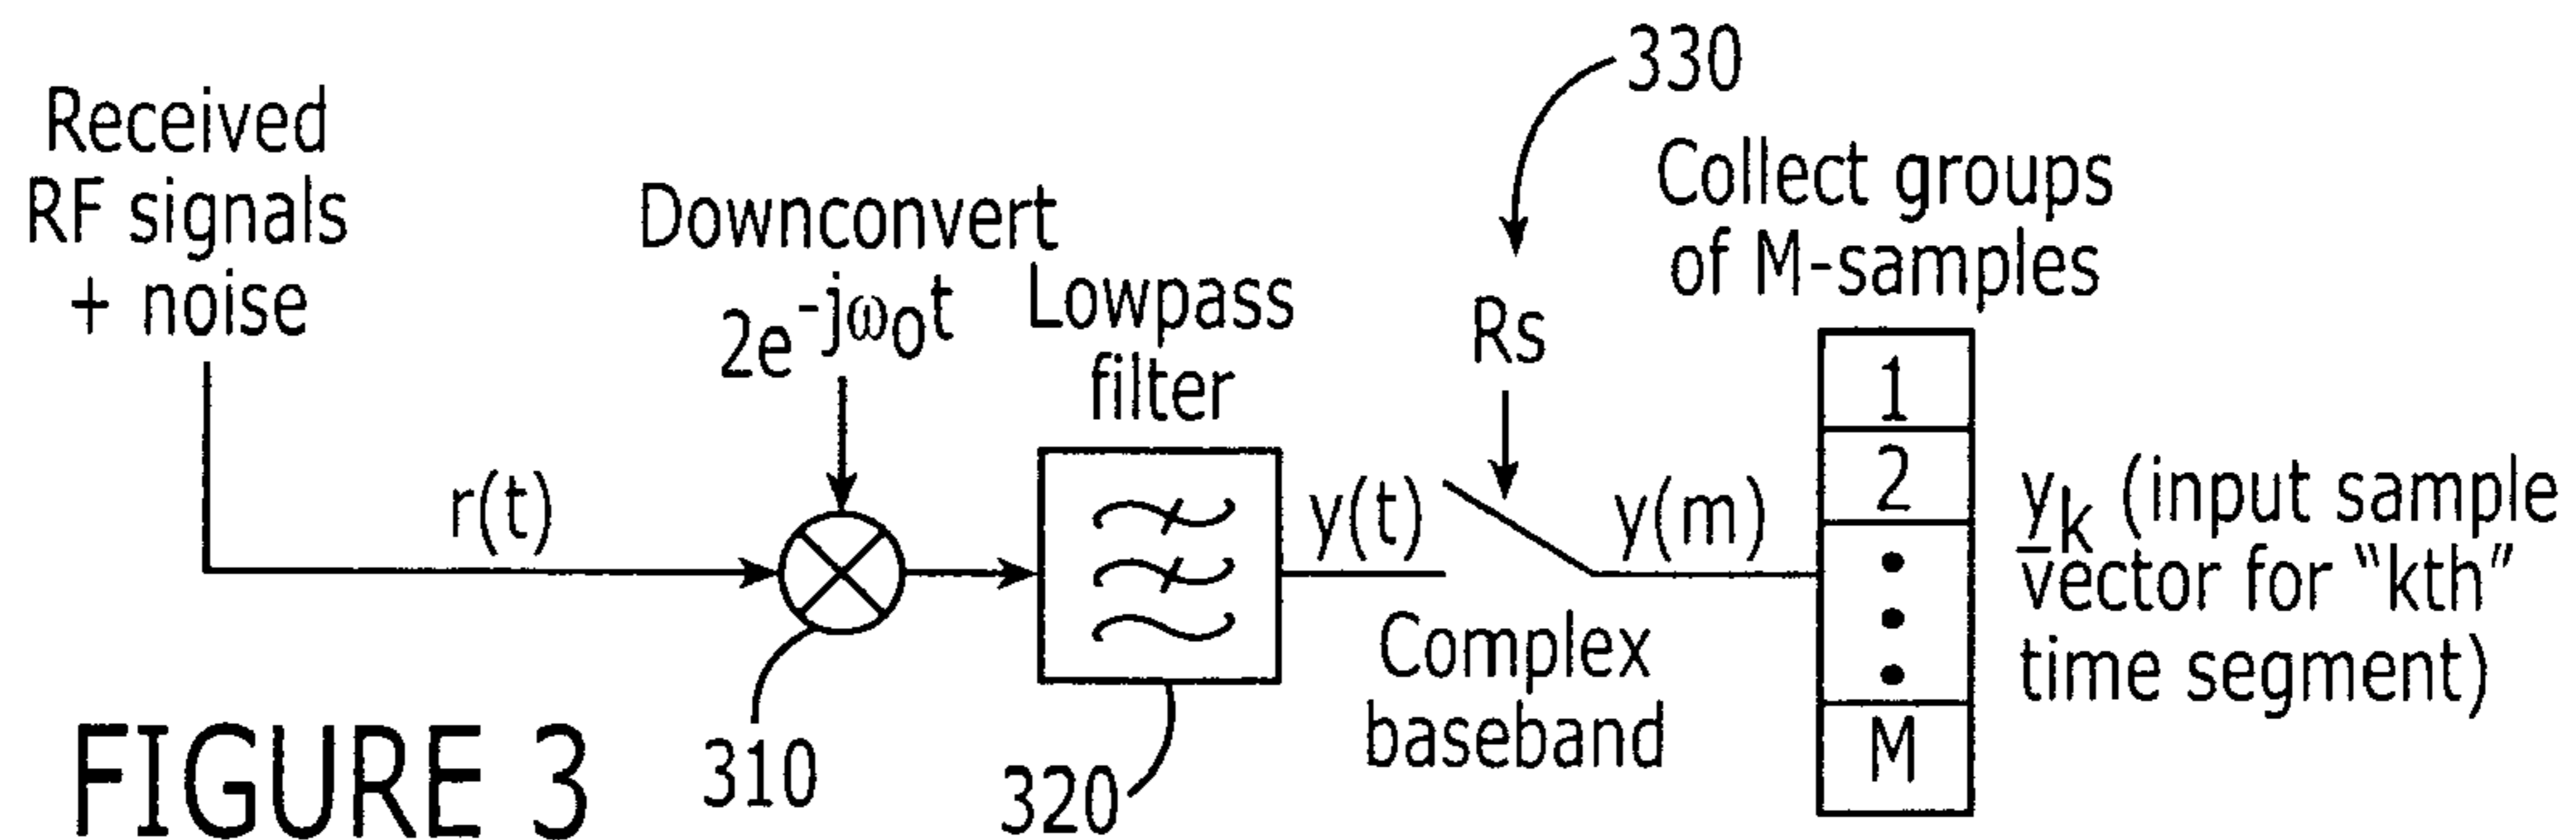 330
Received
RF signals
+ noise
Downconvert
2e^-jω₀t
Lowpass
filter
Rs
Collect groups
of M-samples
r(t)
y(t)
y(m)
Complex
baseband
1
2
M
y̲k (input sample
vector for “kth”
time segment)
310
320
FIGURE 3